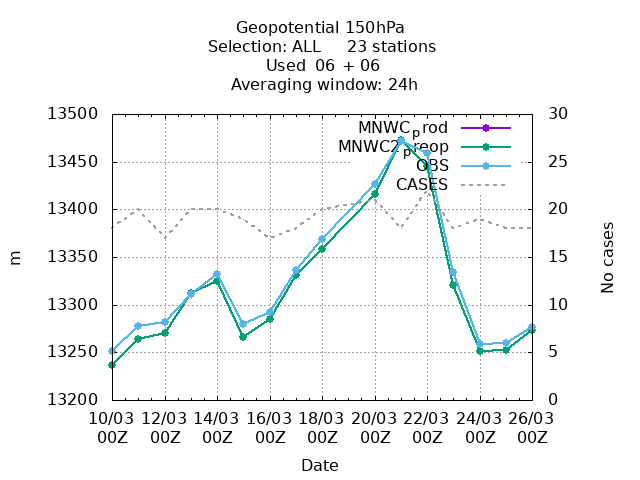 Geopotential 150hPa
Selection: ALL 23 stations
Used 06 + 06
Averaging window: 24h
13500
13450
13400
13350
13300
13250
13200
m
30
25
20
15
10
5
0
No cases
MNWCprod
MNWC2preop
OBS
CASES
10/03 12/03 14/03 16/03 18/03 20/03 22/03 24/03 26/03
00Z 00Z 00Z 00Z 00Z 00Z 00Z 00Z 00Z
Date